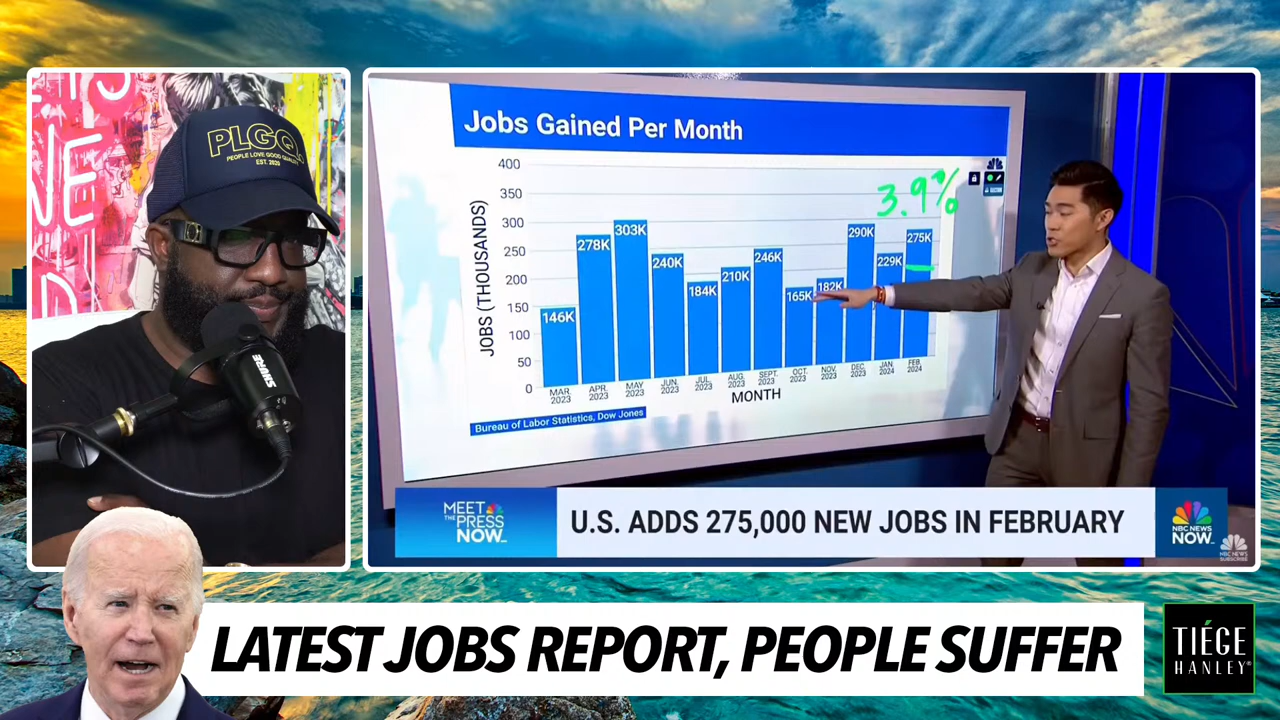 PLGQ
PEOPLE LOVE GOOD QUALITY
EST. 2020
SHURE
Jobs Gained Per Month
JOBS (THOUSANDS)
400
350
300
250
200
150
100
50
0
146K
278K
303K
240K
184K
210K
246K
165K
182K
290K
229K
275K
3.9%
MAR. 2023
APR. 2023
MAY 2023
JUN. 2023
JUL. 2023
AUG. 2023
SEPT. 2023
OCT. 2023
NOV. 2023
DEC. 2023
JAN. 2024
FEB. 2024
MONTH
Bureau of Labor Statistics, Dow Jones
MEET
THE PRESS
NOW
U.S. ADDS 275,000 NEW JOBS IN FEBRUARY
NBC NEWS
NOW
NBC NEWS
SUBSCRIBE
LATEST JOBS REPORT, PEOPLE SUFFER
TIÉGE
HANLEY®